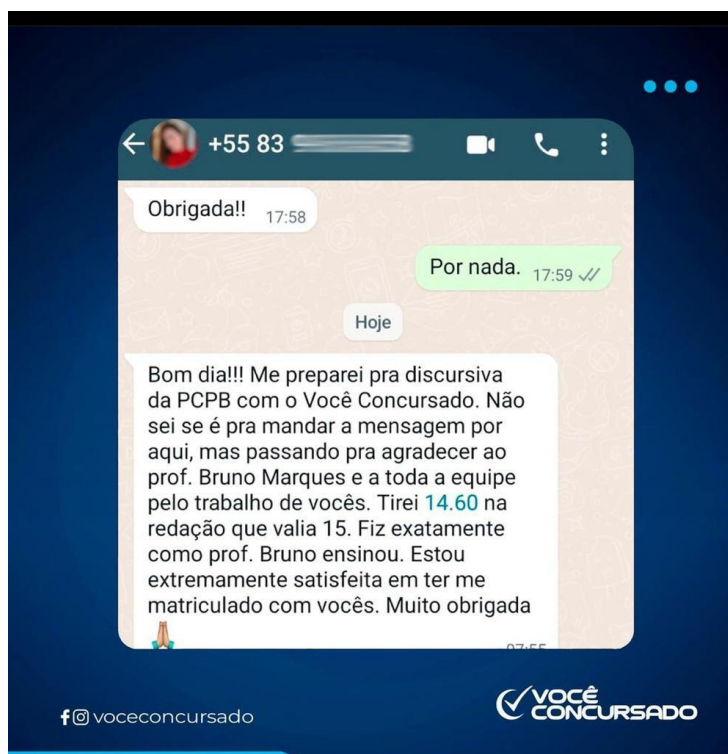 +55 83
Obrigada!! 17:58
Por nada. 17:59
Hoje
Bom dia!!! Me preparei pra discursiva
da PCPB com o Você Concursado. Não
sei se é pra mandar a mensagem por
aqui, mas passando pra agradecer ao
prof. Bruno Marques e a toda a equipe
pelo trabalho de vocês. Tirei 14.60 na
redação que valia 15. Fiz exatamente
como prof. Bruno ensinou. Estou
extremamente satisfeita em ter me
matriculado com vocês. Muito obrigada
🙏🏼
voceconcursado
VOCÊ
CONCURSADO